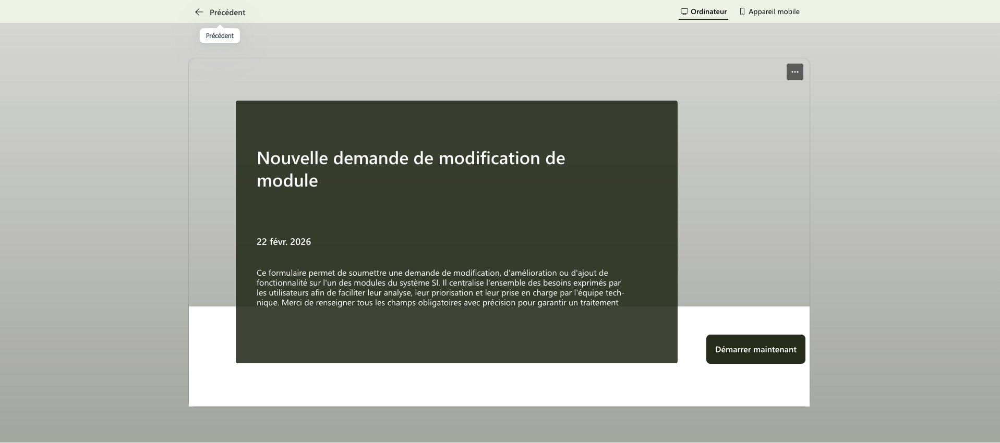 Précédent
Ordinateur
Appareil mobile
Précédent
Nouvelle demande de modification de
module
22 févr. 2026
Ce formulaire permet de soumettre une demande de modification, d'amélioration ou d'ajout de
fonctionnalité sur l'un des modules du système SI. Il centralise l'ensemble des besoins exprimés par
les utilisateurs afin de faciliter leur analyse, leur priorisation et leur prise en charge par l'équipe tech-
nique. Merci de renseigner tous les champs obligatoires avec précision pour garantir un traitement
Démarrer maintenant